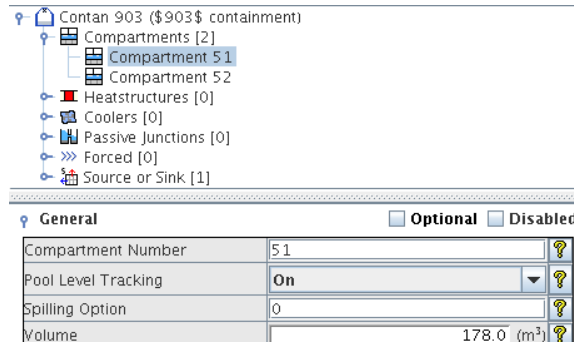 Contan 903 ($903$ containment)
Compartments [2]
Compartment 51
Compartment 52
Heatstructures [0]
Coolers [0]
Passive Junctions [0]
Forced [0]
Source or Sink [1]
General Optional Disabled
Compartment Number 51 ?
Pool Level Tracking On ?
Spilling Option 0 ?
Volume 178.0 (m³) ?